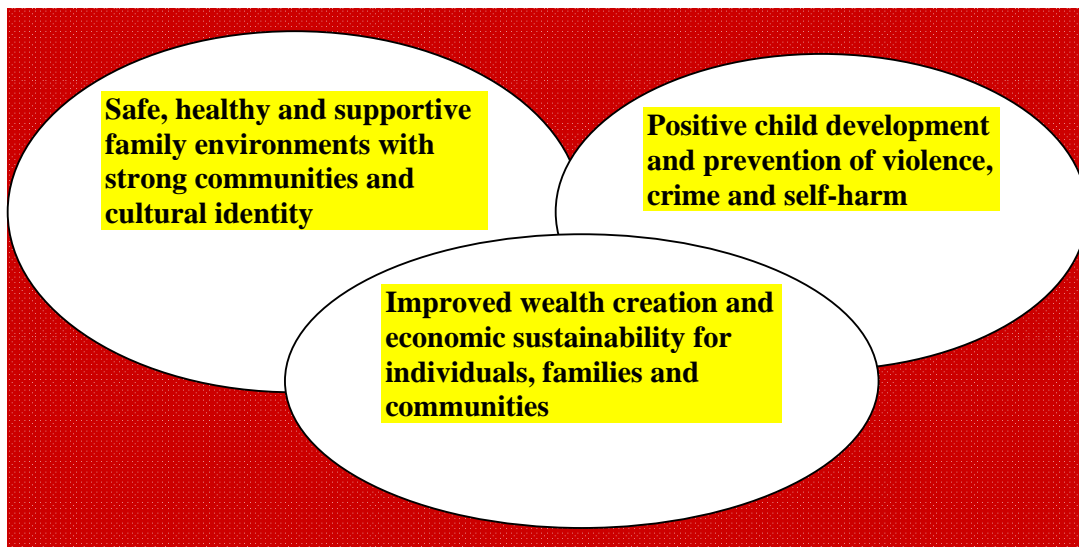 Safe, healthy and supportive
family environments with
strong communities and
cultural identity
Positive child development
and prevention of violence,
crime and self-harm
Improved wealth creation and
economic sustainability for
individuals, families and
communities